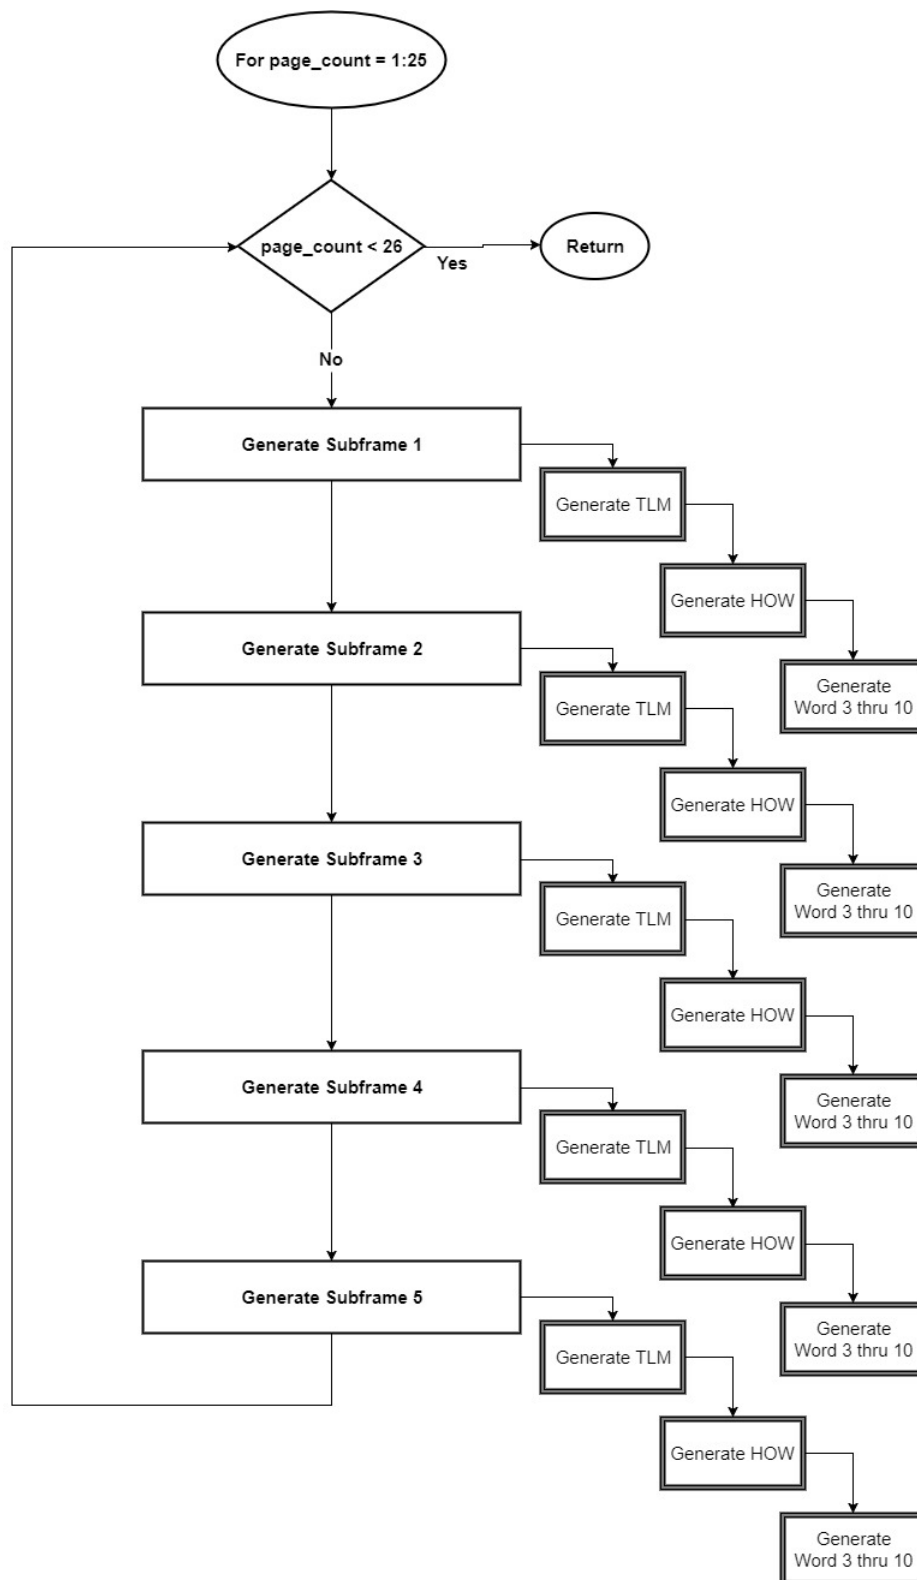 For page_count = 1:25
page_count < 26
Return
Yes
No
Generate Subframe 1
Generate TLM
Generate HOW
Generate
Word 3 thru 10
Generate Subframe 2
Generate TLM
Generate HOW
Generate
Word 3 thru 10
Generate Subframe 3
Generate TLM
Generate HOW
Generate
Word 3 thru 10
Generate Subframe 4
Generate TLM
Generate HOW
Generate
Word 3 thru 10
Generate Subframe 5
Generate TLM
Generate HOW
Generate
Word 3 thru 10